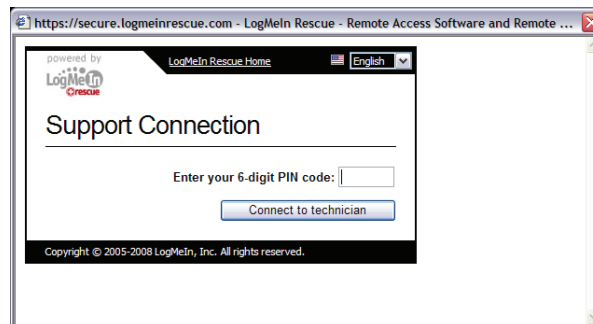 https://secure.logmeinrescue.com - LogMeIn Rescue - Remote Access Software and Remote ...
powered by
LogMeIn
rescue
LogMeIn Rescue Home
English
Support Connection
Enter your 6-digit PIN code:
Connect to technician
Copyright © 2005-2008 LogMeIn, Inc. All rights reserved.